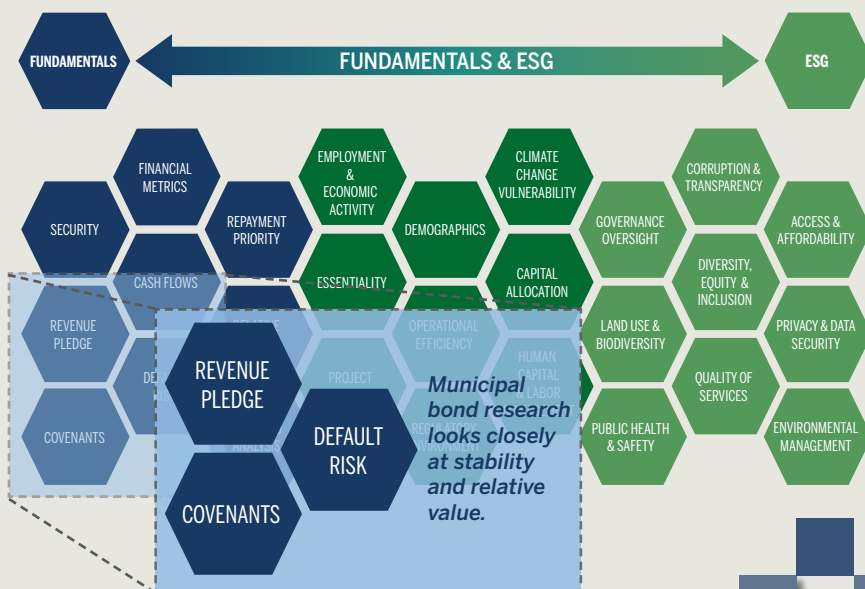 FUNDAMENTALS
FUNDAMENTALS & ESG
ESG
FINANCIAL
METRICS
EMPLOYMENT
&
ECONOMIC
ACTIVITY
CLIMATE
CHANGE
VULNERABILITY
CORRUPTION &
TRANSPARENCY
SECURITY
REPAYMENT
PRIORITY
DEMOGRAPHICS
GOVERNANCE
OVERSIGHT
ACCESS &
AFFORDABILITY
CASH FLOWS
ESSENTIALITY
CAPITAL
ALLOCATION
DIVERSITY,
EQUITY &
INCLUSION
REVENUE
PLEDGE
OPERATIONAL
EFFICIENCY
LAND USE &
BIODIVERSITY
PRIVACY & DATA
SECURITY
PROJECT
HUMAN
CAPITAL
& LABOR
QUALITY OF
SERVICES
COVENANTS
ANALYSIS
PUBLIC HEALTH
& SAFETY
ENVIRONMENTAL
MANAGEMENT
REVENUE
PLEDGE
DEFAULT
RISK
COVENANTS
Municipal
bond research
looks closely
at stability
and relative
value.